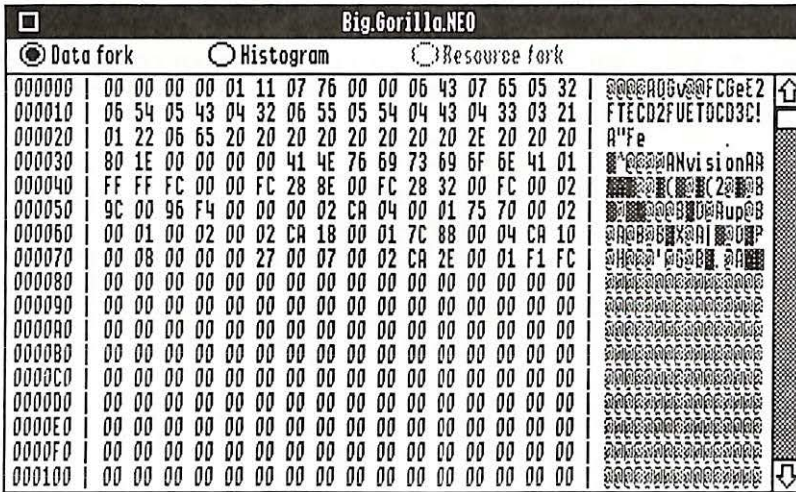 Big.Gorilla.NEO
Data fork Histogram Resource fork
000000 | 00 00 00 00 01 11 07 76 00 00 06 43 07 65 05 32 | @@@@AQGv@@FCGeE2
000010 | 06 54 05 43 04 32 06 55 05 54 04 43 04 33 03 21 | FTECD2FUETDCD3C!
000020 | 01 22 06 65 20 20 20 20 20 20 20 20 2E 20 20 20 | A"Fe .
000030 | 80 1E 00 00 00 00 41 4E 76 69 73 69 6F 6E 41 01 | ^@@@@ANvisionAA
000040 | FF FF FC 00 00 FC 28 8E 00 FC 28 32 00 FC 00 02 | @@ ( @ (2@ @B
000050 | 9C 00 96 F4 00 00 00 02 CA 04 00 01 75 70 00 02 | @ @@@B D@Aup@B
000060 | 00 01 00 02 00 02 CA 18 00 01 7C 88 00 04 CA 10 | @A@B@B X@A| @D P
000070 | 00 08 00 00 00 27 00 07 00 02 CA 2E 00 01 F1 FC | @H@@@'@G@B .@A
000080 | 00 00 00 00 00 00 00 00 00 00 00 00 00 00 00 00 | @@@@@@@@@@@@@@@@
000090 | 00 00 00 00 00 00 00 00 00 00 00 00 00 00 00 00 | @@@@@@@@@@@@@@@@
0000A0 | 00 00 00 00 00 00 00 00 00 00 00 00 00 00 00 00 | @@@@@@@@@@@@@@@@
0000B0 | 00 00 00 00 00 00 00 00 00 00 00 00 00 00 00 00 | @@@@@@@@@@@@@@@@
0000C0 | 00 00 00 00 00 00 00 00 00 00 00 00 00 00 00 00 | @@@@@@@@@@@@@@@@
0000D0 | 00 00 00 00 00 00 00 00 00 00 00 00 00 00 00 00 | @@@@@@@@@@@@@@@@
0000E0 | 00 00 00 00 00 00 00 00 00 00 00 00 00 00 00 00 | @@@@@@@@@@@@@@@@
0000F0 | 00 00 00 00 00 00 00 00 00 00 00 00 00 00 00 00 | @@@@@@@@@@@@@@@@
000100 | 00 00 00 00 00 00 00 00 00 00 00 00 00 00 00 00 | @@@@@@@@@@@@@@@@